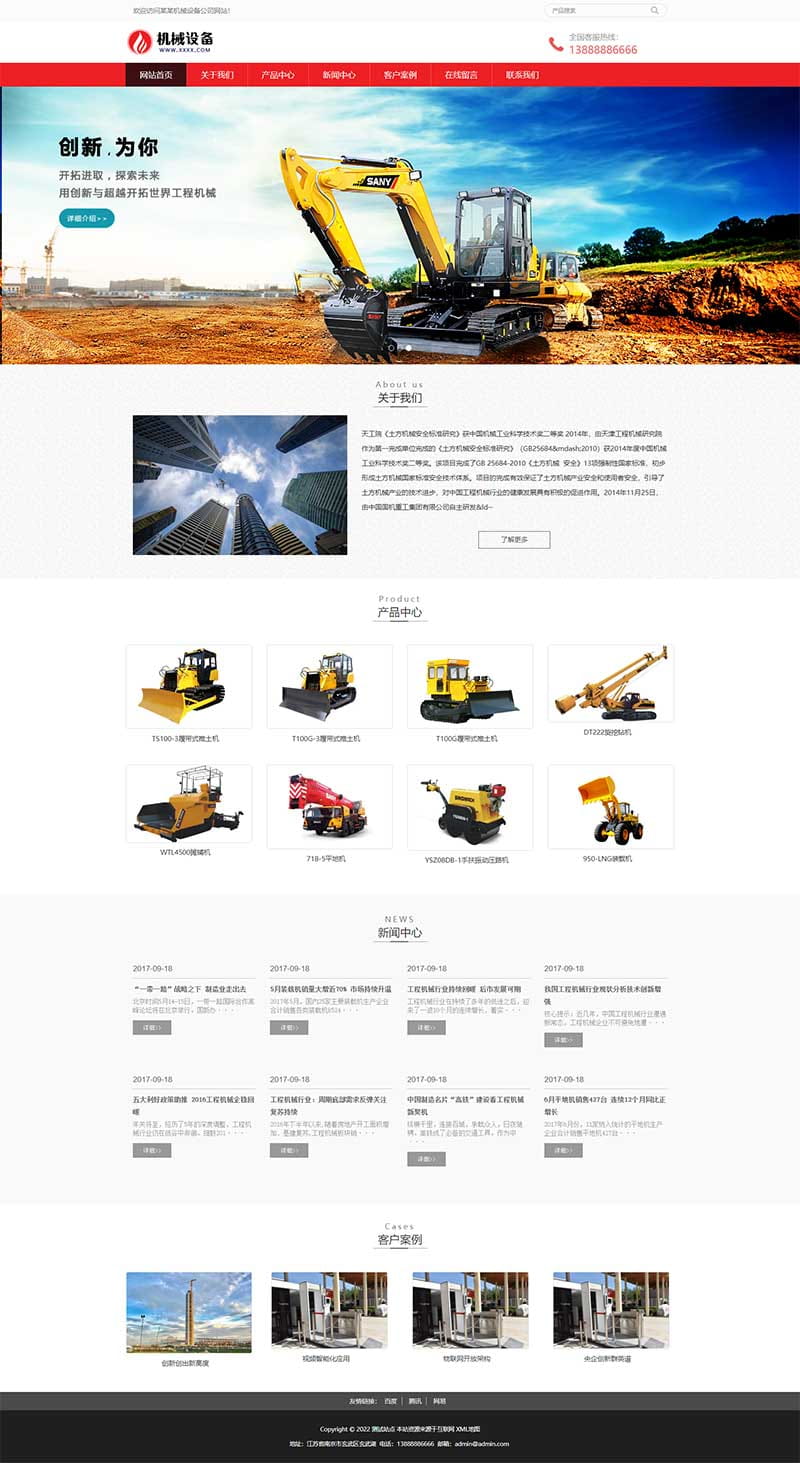 欢迎访问某某机械设备公司网站!
产品搜索
机械设备
WWW.XXXX.COM
全国客服热线：
13888886666
网站首页 关于我们 产品中心 新闻中心 客户案例 在线留言 联系我们
创新,为你
开拓进取，探索未来
用创新与超越开拓世界工程机械
详细介绍>>
SANY
SANY
About us
关于我们
天工院《土方机械安全标准研究》获中国机械工业科学技术奖二等奖 2014年，由天津工程机械研究院
作为第一完成单位完成的《土方机械安全标准研究》（GB25684&mdash;2010）获2014年度中国机械
工业科学技术奖二等奖。该项目完成了GB 25684-2010《土方机械 安全》13项强制性国家标准，初步
形成土方机械国家标准安全技术体系。项目的完成有效保证了土方机械产业安全和使用者安全，引导了
土方机械产业的技术进步，对中国工程机械行业的健康发展具有积极的促进作用。2014年11月25日，
由中国国机重工集团有限公司自主研发&ld···
了解更多
Product
产品中心
TS100-3履带式推土机 T100G-3履带式推土机 T100G履带式推土机 DT222旋挖钻机
WTL4500摊铺机 718-5平地机 YSZ08DB-1手扶振动压路机 950-LNG装载机
NEWS
新闻中心
2017-09-18 2017-09-18 2017-09-18 2017-09-18
“一带一路”战略之下 制造业走出去
北京时间5月14-15日，一带一路国际合作高
峰论坛将在北京举行。国新办···
详细>>
5月装载机销量大增近70% 市场持续升温
2017年5月，国内25家主要装载机生产企业
合计销售各类装载机8524···
详细>>
工程机械行业持续回暖 后市发展可期
工程机械行业在持续了多年的低迷之后，迎
来了一波10个月的连续增长，着实···
详细>>
我国工程机械行业现状分析技术创新增
强
核心提示：近几年，中国工程机械行业遭遇
新常态，工程机械企业不可避免地遭···
详细>>
2017-09-18 2017-09-18 2017-09-18 2017-09-18
五大利好政策助推 2016工程机械企稳回
暖
年关将至，经历了5年的深度调整，工程机
械行业仍在低谷中奔袭。细数201···
详细>>
工程机械行业：周期底部需求反弹关注
复苏持续
2016年下半年以来,随着房地产开工面积增
加、基建复苏,工程机械板块销···
详细>>
中国制造名片“高铁”建设看工程机械
新契机
纵横千里，连接百城，承载众人，日夜驰
骋，高铁成了必备的交通工具，作为中
···
详细>>
6月平地机销售427台 连续12个月同比正
增长
2017年6月份，11家纳入统计的平地机生产
企业合计销售平地机427台···
详细>>
Cases
客户案例
创新创出新高度 视频智能化应用 物联网开放架构 央企创新群英谱
友情链接： 百度 腾讯 网易
Copyright © 2022 测试站点 本站资源来源于互联网 XML地图
地址：江苏省南京市玄武区玄武湖 电话：13888886666 邮箱：admin@admin.com